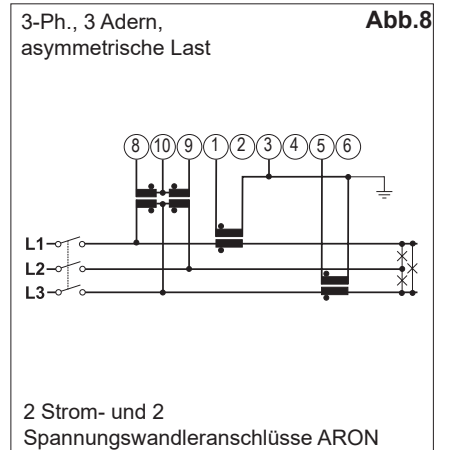 3-Ph., 3 Adern, Abb.8
asymmetrische Last
8 10 9 1 2 3 4 5 6
L1
L2
L3
2 Strom- und 2
Spannungswandleranschlüsse ARON